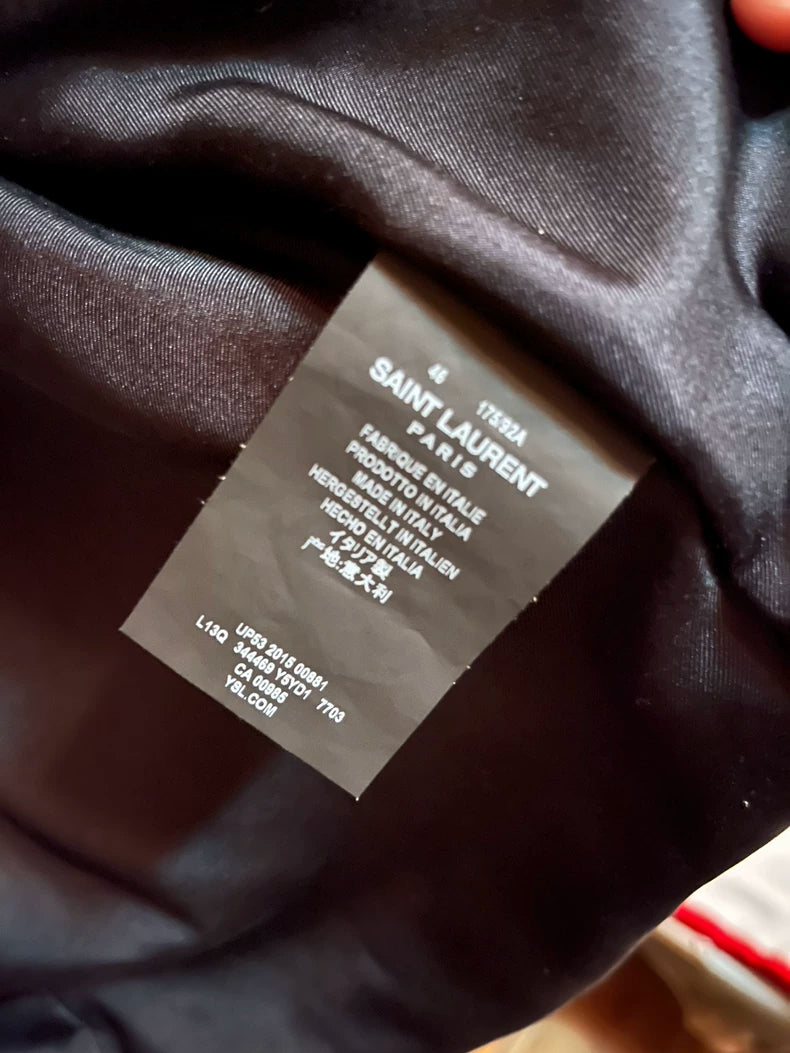 46 17532A
SAINT LAURENT
PARIS
FABRIQUE EN ITALIE
PRODOTTO IN ITALIA
MADE IN ITALY
HERGESTELLT IN ITALIEN
HECHO EN ITALIA
イタリア製
产地:意大利
UP53 2015 00881
L13Q 344469 Y5YD1 7703
CA 00985
YSL.COM